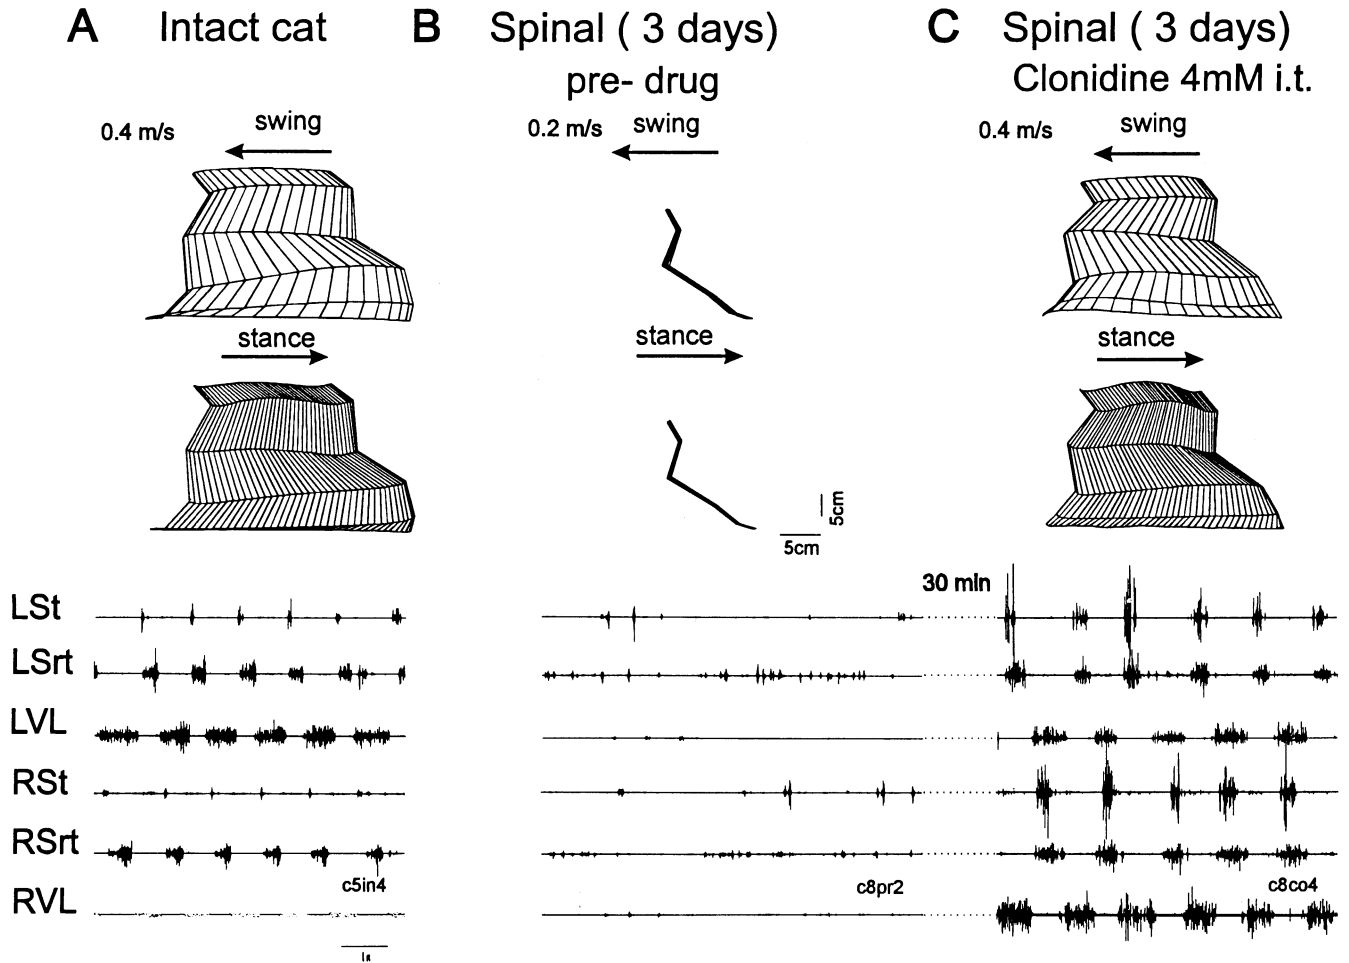 A Intact cat
B Spinal ( 3 days)
pre- drug
C Spinal ( 3 days)
Clonidine 4mM i.t.
0.4 m/s swing
0.2 m/s swing
0.4 m/s swing
stance
stance
stance
5cm
5cm
30 min
LSt
LSrt
LVL
RSt
RSrt
RVL
c5in4
c8pr2
c8co4
1s